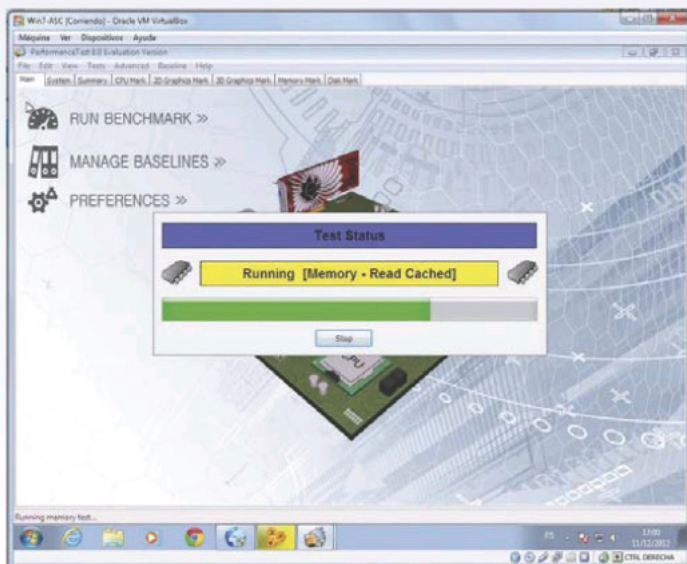 Win7-ASC [Corriendo] - Oracle VM VirtualBox
Máquina Ver Dispositivos Ayuda
PerformanceTest 8.0 Evaluation Version
File Edit View Tests Advanced Baseline Help
Main System Summary CPU Mark 2D Graphics Mark 3D Graphics Mark Memory Mark Disk Mark
RUN BENCHMARK »
MANAGE BASELINES »
PREFERENCES »
Test Status
Running [Memory - Read Cached]
Stop
CPU
Running memory test...
ES
13:00
11/12/2012
CTRL DERECHA